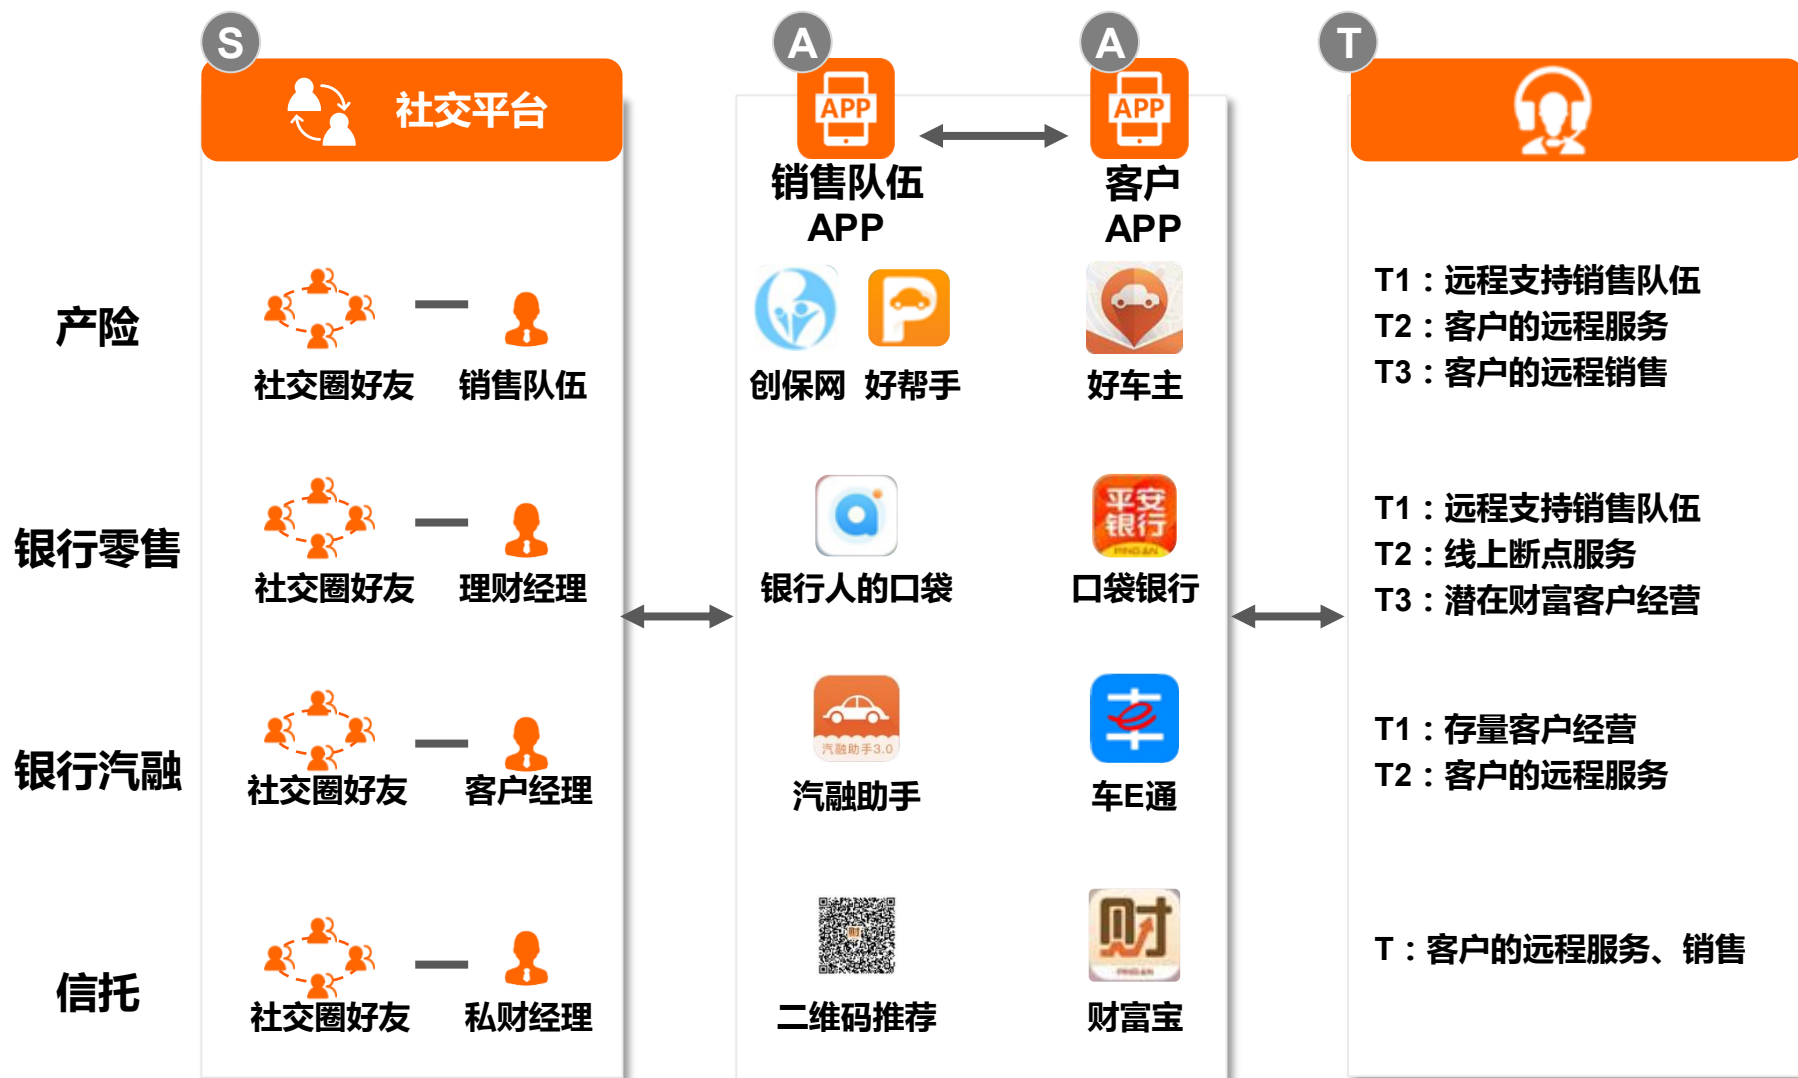 S
A
A
T
社交平台
APP
APP
销售队伍
APP
客户
APP
产险
社交圈好友
销售队伍
创保网
好帮手
好车主
T1：远程支持销售队伍
T2：客户的远程服务
T3：客户的远程销售
银行零售
社交圈好友
理财经理
银行人的口袋
平安
银行
PINGAN
口袋银行
T1：远程支持销售队伍
T2：线上断点服务
T3：潜在财富客户经营
银行汽融
社交圈好友
客户经理
汽融助手3.0
汽融助手
车
车E通
T1：存量客户经营
T2：客户的远程服务
信托
社交圈好友
私财经理
二维码推荐
财
PINGAN
财富宝
T：客户的远程服务、销售